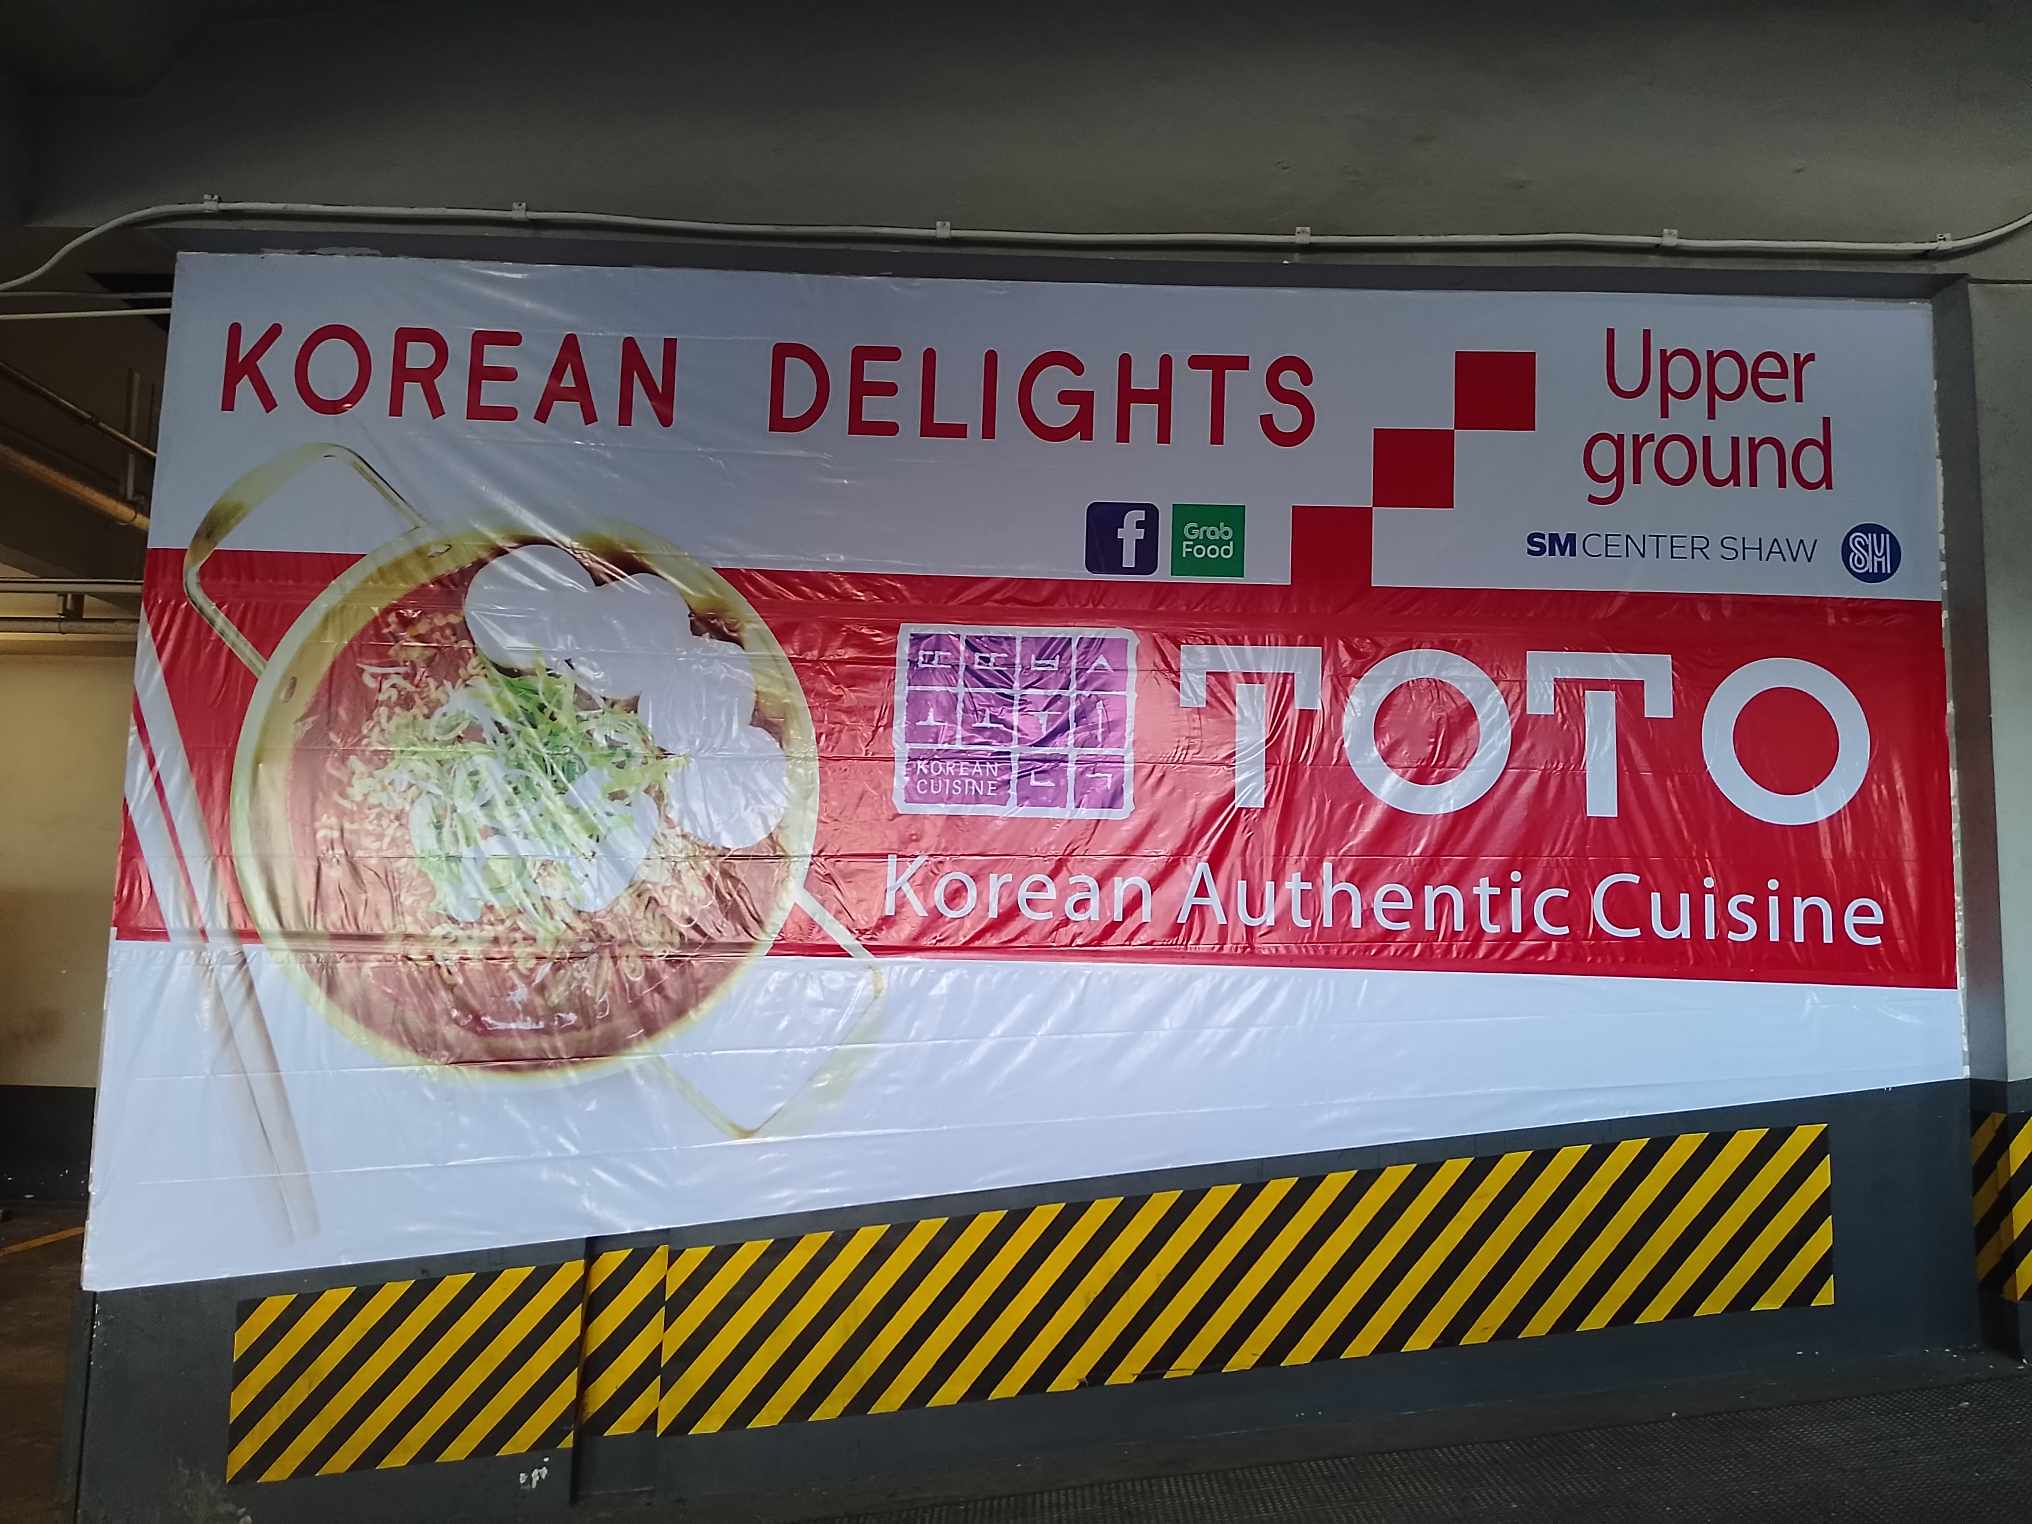 KOREAN DELIGHTS
Upper
ground
f
Grab
Food
SM CENTER SHAW
SM
TOTO
KOREAN
CUISINE
Korean Authentic Cuisine